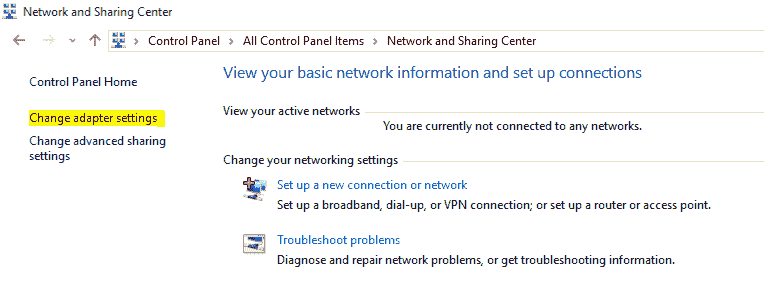 Network and Sharing Center
Control Panel > All Control Panel Items > Network and Sharing Center
Control Panel Home
Change adapter settings
Change advanced sharing
settings
View your basic network information and set up connections
View your active networks
You are currently not connected to any networks.
Change your networking settings
Set up a new connection or network
Set up a broadband, dial-up, or VPN connection; or set up a router or access point.
Troubleshoot problems
Diagnose and repair network problems, or get troubleshooting information.